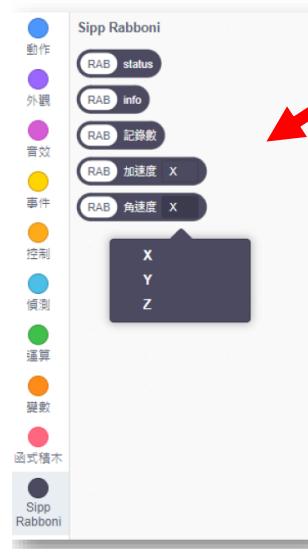 動作
外觀
音效
事件
控制
偵測
運算
變數
函式積木
Sipp
Rabboni
Sipp Rabboni
RAB status
RAB info
RAB 記錄數
RAB 加速度 X
RAB 角速度 X
X
Y
Z